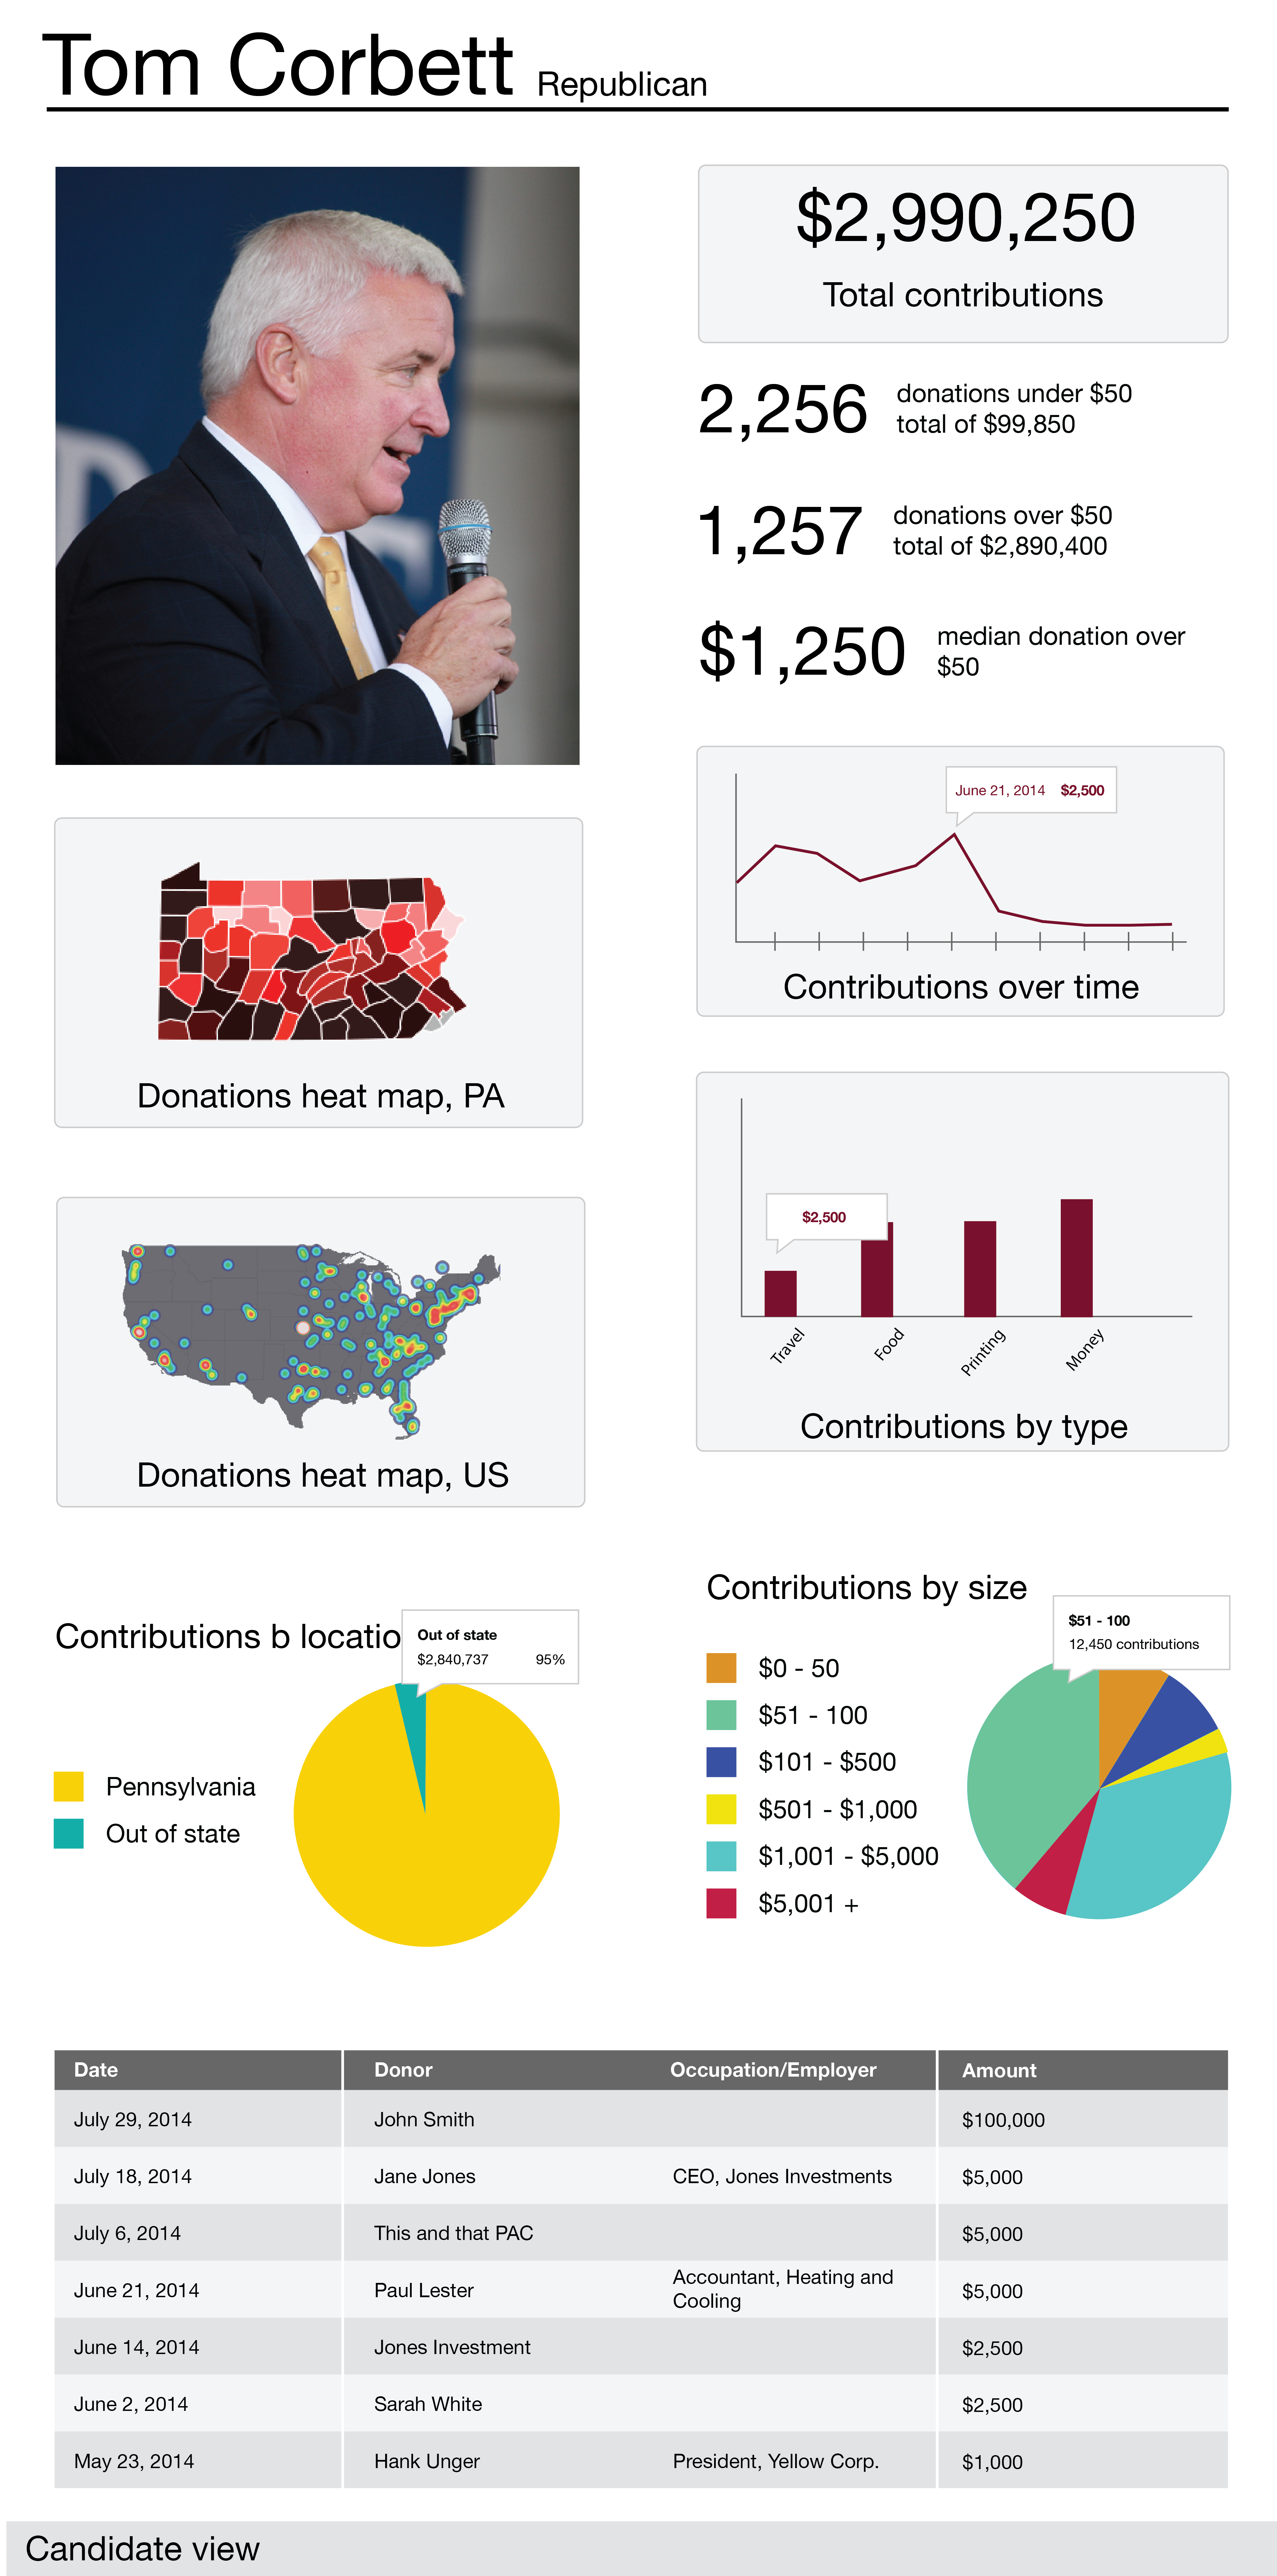 Tom Corbett Republican
$2,990,250
Total contributions
2,256 donations under $50
total of $99,850
1,257 donations over $50
total of $2,890,400
$1,250 median donation over
$50
June 21, 2014 $2,500
Contributions over time
Donations heat map, PA
$2,500
Travel
Food
Printing
Money
Contributions by type
Donations heat map, US
Contributions b locatio
Out of state
$2,840,737 95%
Pennsylvania
Out of state
Contributions by size
$51 - 100
12,450 contributions
$0 - 50
$51 - 100
$101 - $500
$501 - $1,000
$1,001 - $5,000
$5,001 +
Date Donor Occupation/Employer Amount
July 29, 2014 John Smith $100,000
July 18, 2014 Jane Jones CEO, Jones Investments $5,000
July 6, 2014 This and that PAC $5,000
June 21, 2014 Paul Lester Accountant, Heating and
Cooling $5,000
June 14, 2014 Jones Investment $2,500
June 2, 2014 Sarah White $2,500
May 23, 2014 Hank Unger President, Yellow Corp. $1,000
Candidate view